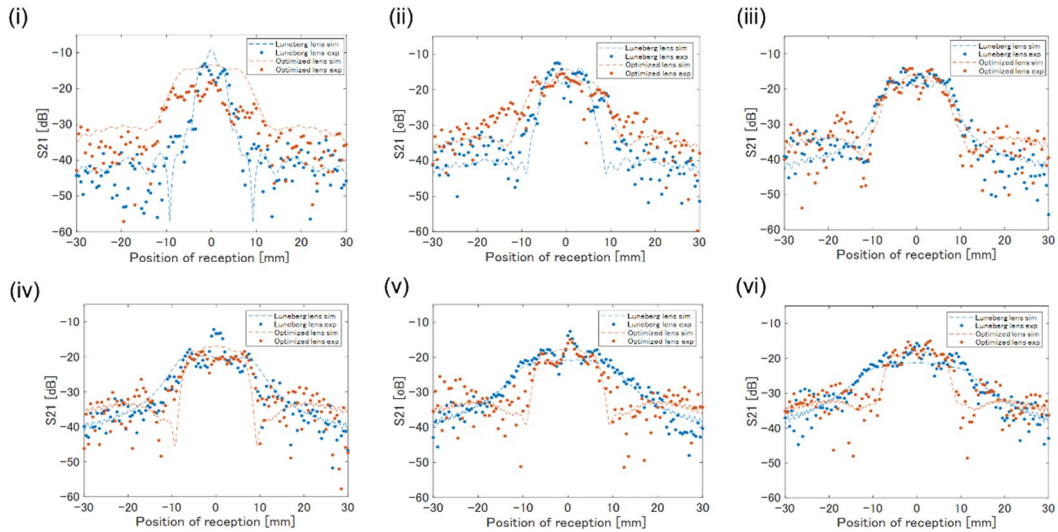 (i)
(ii)
(iii)
Luneberg lens sim
Luneberg lens exp
Optimized lens sim
Optimized lens exp
Luneberg lens sim
Luneberg lens exp
Optimized lens sim
Optimized lens exp
Luneberg lens sim
Luneberg lens exp
Optimized lens sim
Optimized lens exp
S21 [dB]
−10
−20
−30
−40
−50
−60
S21 [dB]
−10
−20
−30
−40
−50
−60
S21 [dB]
−10
−20
−30
−40
−50
−60
−30 −20 −10 0 10 20 30
−30 −20 −10 0 10 20 30
−30 −20 −10 0 10 20 30
Position of reception [mm]
Position of reception [mm]
Position of reception [mm]
(iv)
(v)
(vi)
Luneberg lens sim
Luneberg lens exp
Optimized lens sim
Optimized lens exp
Luneberg lens sim
Luneberg lens exp
Optimized lens sim
Optimized lens exp
Luneberg lens sim
Luneberg lens exp
Optimized lens sim
Optimized lens exp
S21 [dB]
−10
−20
−30
−40
−50
−60
S21 [dB]
−10
−20
−30
−40
−50
−60
S21 [dB]
−10
−20
−30
−40
−50
−60
−30 −20 −10 0 10 20 30
−30 −20 −10 0 10 20 30
−30 −20 −10 0 10 20 30
Position of reception [mm]
Position of reception [mm]
Position of reception [mm]